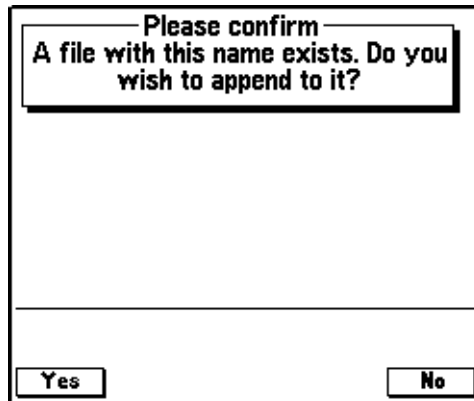 Please confirm
A file with this name exists. Do you
wish to append to it?
Yes
No